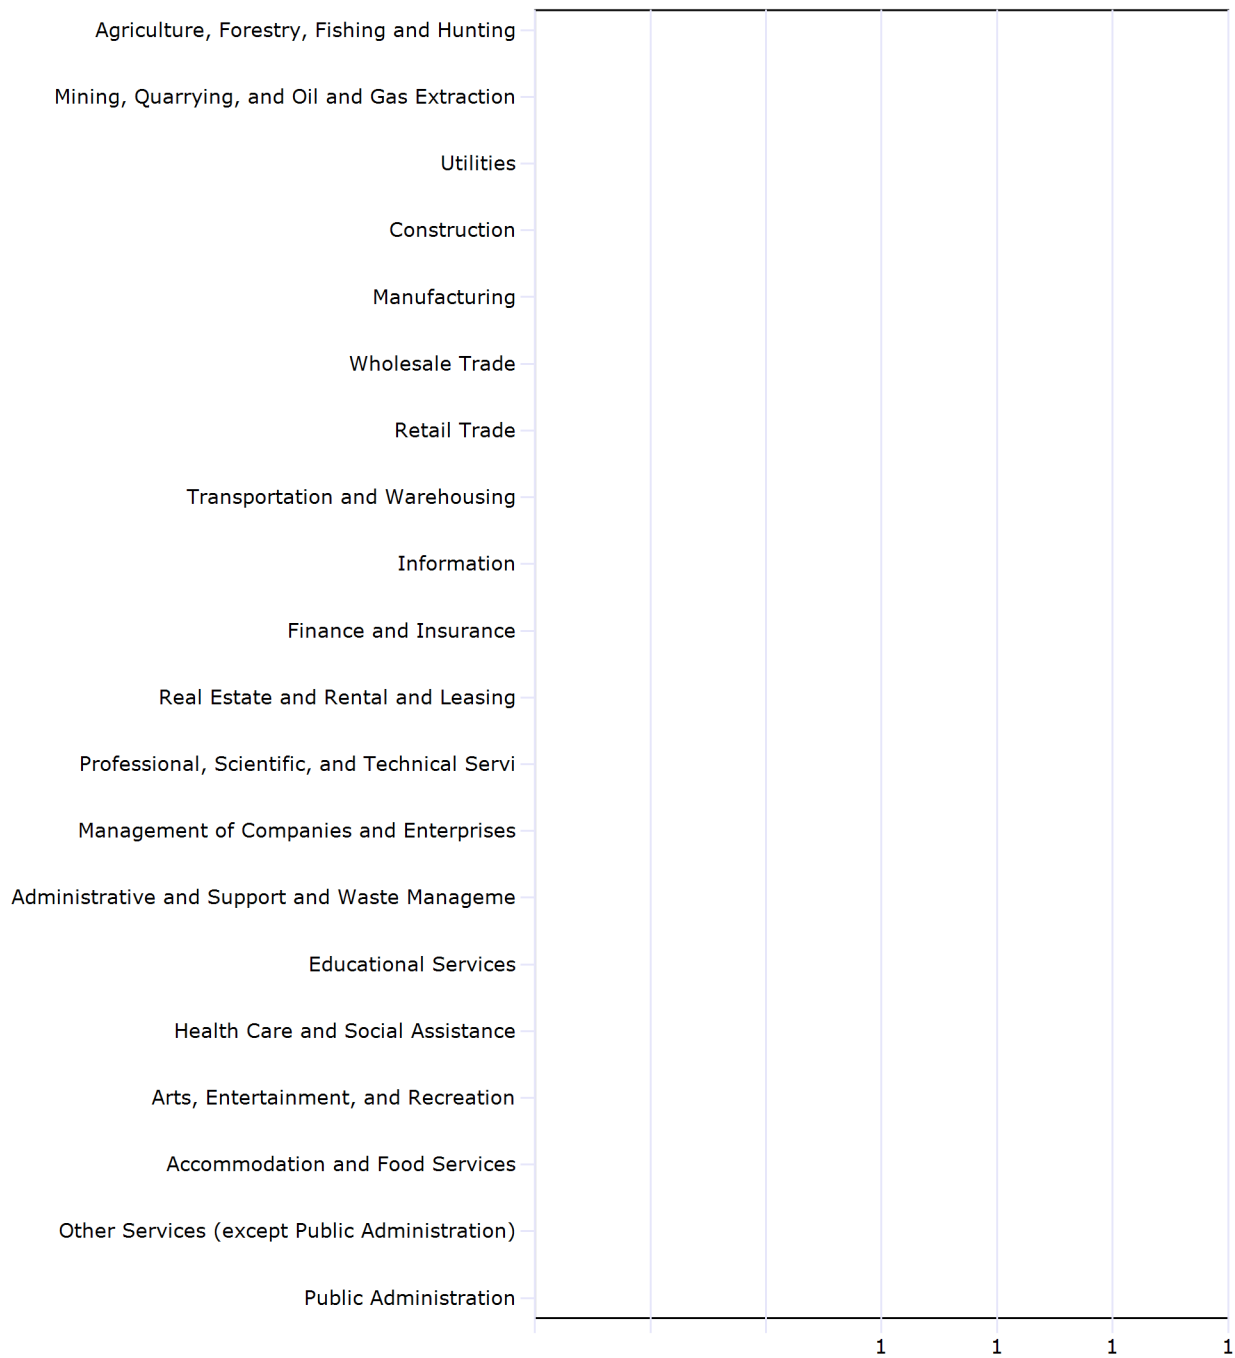 Agriculture, Forestry, Fishing and Hunting
Mining, Quarrying, and Oil and Gas Extraction
Utilities
Construction
Manufacturing
Wholesale Trade
Retail Trade
Transportation and Warehousing
Information
Finance and Insurance
Real Estate and Rental and Leasing
Professional, Scientific, and Technical Servi
Management of Companies and Enterprises
Administrative and Support and Waste Manageme
Educational Services
Health Care and Social Assistance
Arts, Entertainment, and Recreation
Accommodation and Food Services
Other Services (except Public Administration)
Public Administration
1 1 1 1